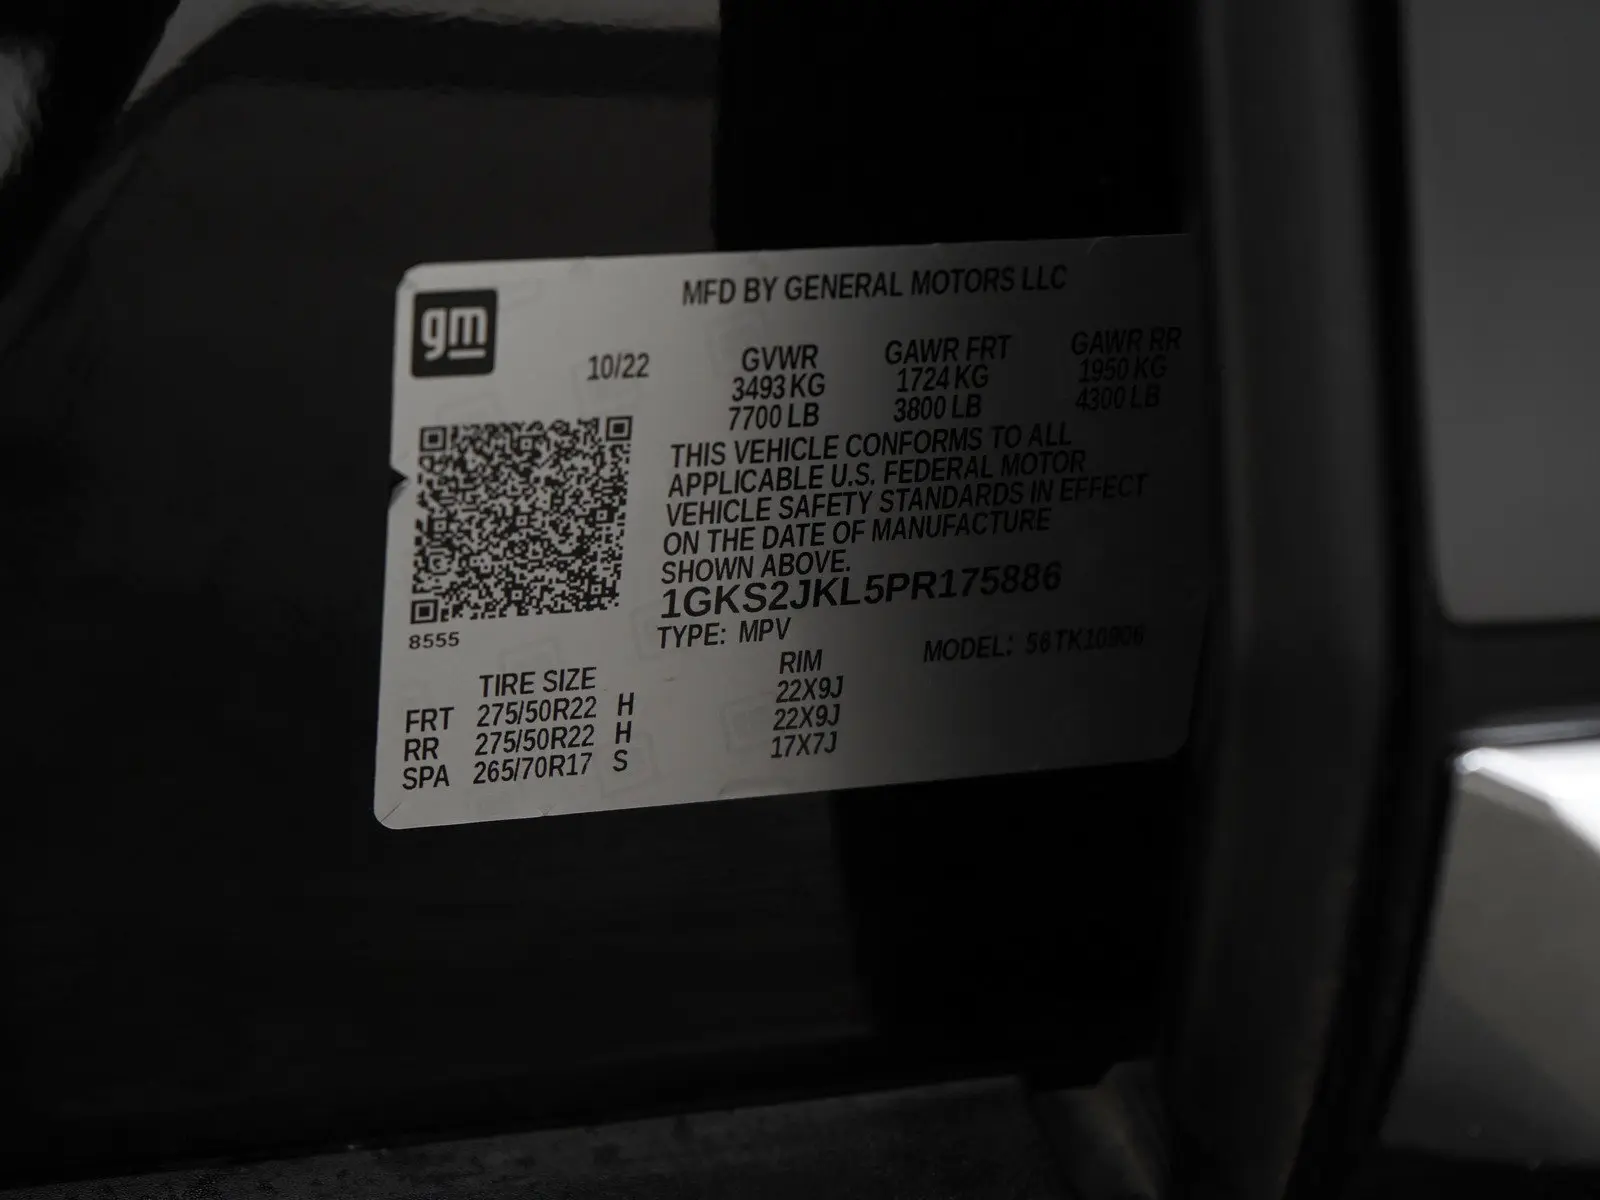 gm
MFD BY GENERAL MOTORS LLC
10/22 GVWR GAWR FRT GAWR RR
3493 KG 1724 KG 1950 KG
7700 LB 3800 LB 4300 LB
THIS VEHICLE CONFORMS TO ALL
APPLICABLE U.S. FEDERAL MOTOR
VEHICLE SAFETY STANDARDS IN EFFECT
ON THE DATE OF MANUFACTURE
SHOWN ABOVE.
1GKS2JKL5PR175886
8555
TYPE: MPV MODEL:
TIRE SIZE RIM
FRT 275/50R22 H 22X9J
RR 275/50R22 H 22X9J
SPA 265/70R17 S 17X7J